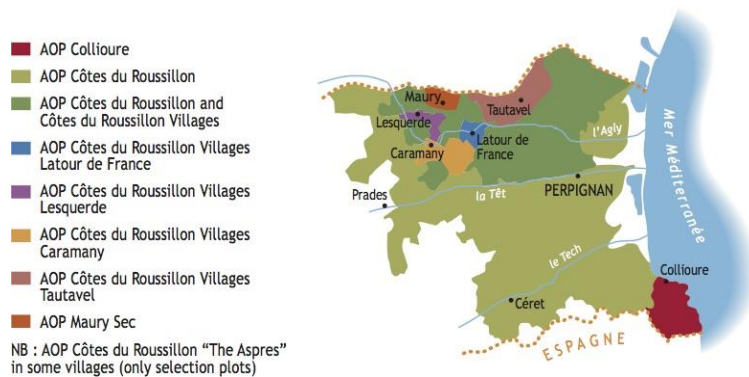 AOP Collioure
AOP Côtes du Roussillon
AOP Côtes du Roussillon and
Côtes du Roussillon Villages
AOP Côtes du Roussillon Villages
Latour de France
AOP Côtes du Roussillon Villages
Lesquerde
AOP Côtes du Roussillon Villages
Caramany
AOP Côtes du Roussillon Villages
Tautavel
AOP Maury Sec
NB : AOP Côtes du Roussillon “The Aspres”
in some villages (only selection plots)
Maury
Tautavel
Lesquerde
Caramany
Latour de
France
l'Agly
Mer Méditerranée
Prades
la Têt
PERPIGNAN
le Tech
Collioure
Céret
ESPAGNE